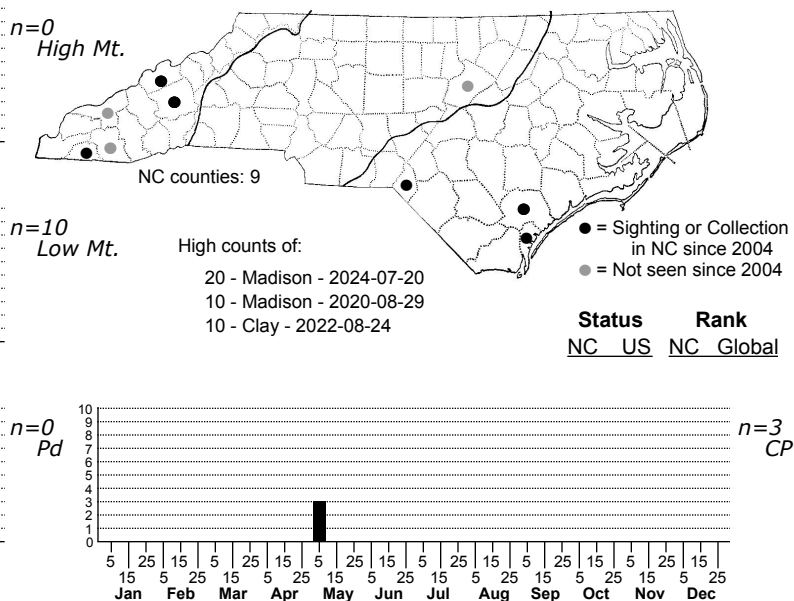 n=0
High Mt.
NC counties: 9
n=10
Low Mt.
High counts of:
20 - Madison - 2024-07-20
10 - Madison - 2020-08-29
10 - Clay - 2022-08-24
● = Sighting or Collection
in NC since 2004
● = Not seen since 2004
Status Rank
NC US NC Global
n=0
Pd
10
9
8
7
6
5
4
3
2
1
0
n=3
CP
5 25 15 5 25 15 5 25 15 5 25 15 5 25 15 5 25 15
15 5 25 15 5 25 15 5 25 15 5 25 15 5 25 15 5 25
Jan Feb Mar Apr May Jun Jul Aug Sep Oct Nov Dec